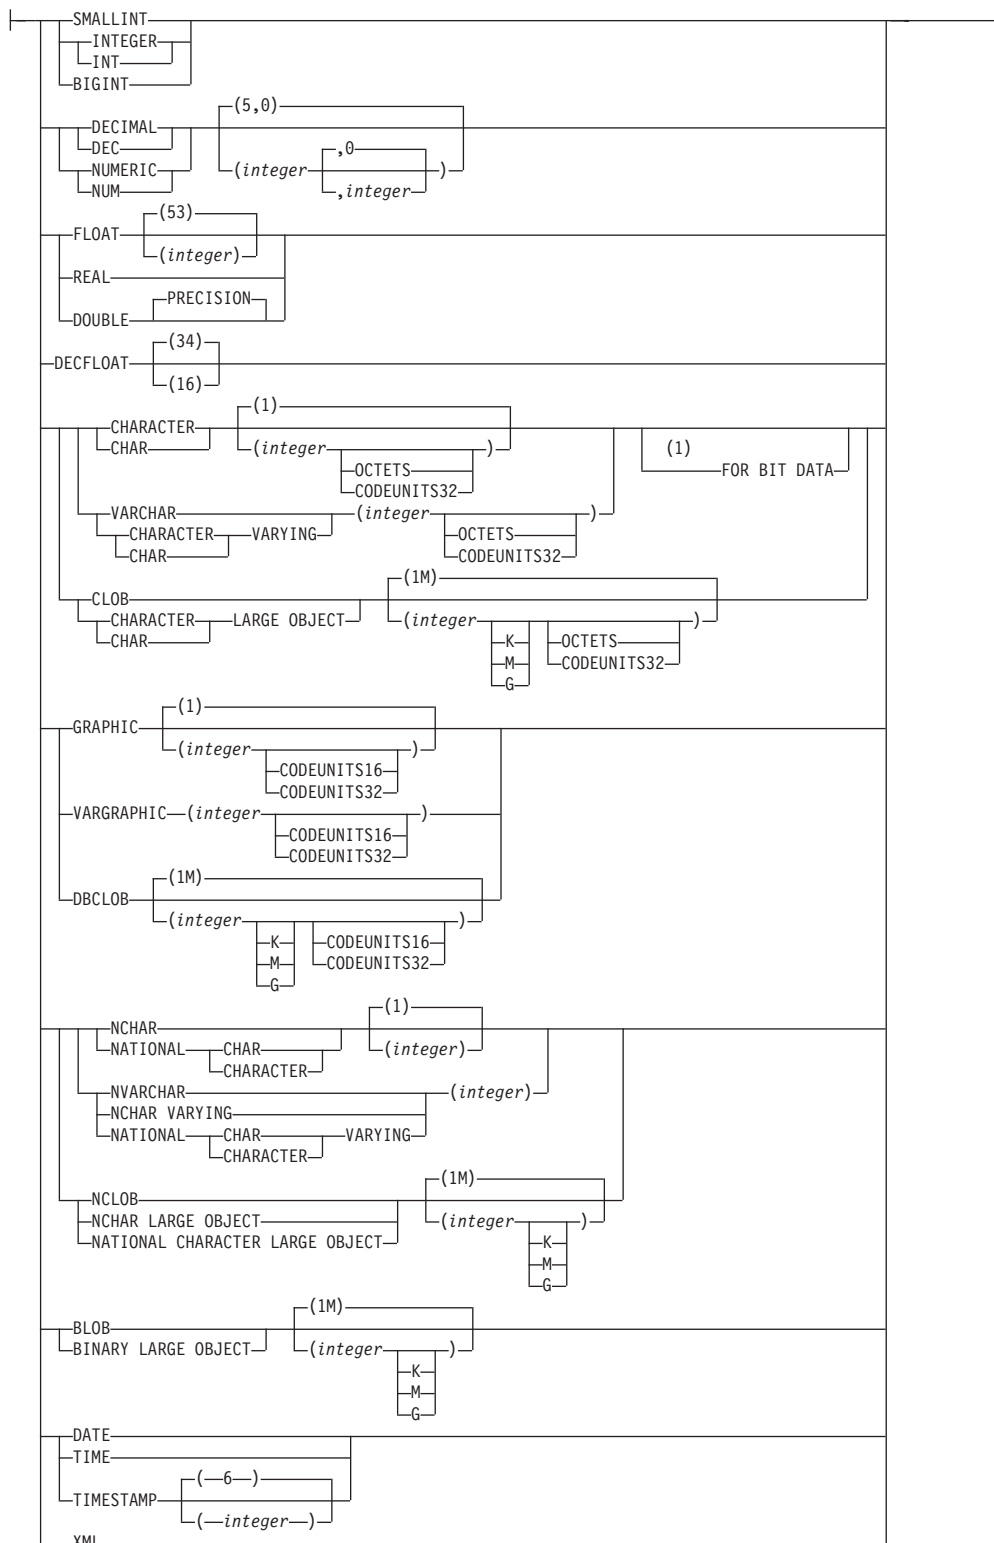 SMALLINT
INTEGER
INT
BIGINT
(5,0)
DECIMAL
DEC
,0
NUMERIC
(integer
)
NUM
,integer
(53)
FLOAT
(integer)
REAL
PRECISION
DOUBLE
(34)
DECFLOAT
(16)
(1)
CHARACTER
CHAR
(integer
)
(1)
OCTETS
FOR BIT DATA
CODEUNITS32
VARCHAR
(integer
)
CHARACTER
VARYING
OCTETS
CHAR
CODEUNITS32
(1M)
CLOB
CHARACTER
LARGE OBJECT
(integer
)
CHAR
K
OCTETS
M
CODEUNITS32
G
(1)
GRAPHIC
(integer
)
CODEUNITS16
CODEUNITS32
VARGRAPHIC
(integer
)
CODEUNITS16
CODEUNITS32
(1M)
DBCLOB
(integer
)
K
CODEUNITS16
M
CODEUNITS32
G
(1)
NCHAR
NATIONAL
CHAR
(integer)
CHARACTER
NVARCHAR
(integer)
NCHAR VARYING
NATIONAL
CHAR
VARYING
CHARACTER
(1M)
NCLOB
NCHAR LARGE OBJECT
(integer
)
NATIONAL CHARACTER LARGE OBJECT
K
M
G
(1M)
BLOB
BINARY LARGE OBJECT
(integer
)
K
M
G
DATE
TIME
( 6 )
TIMESTAMP
( integer )
XML